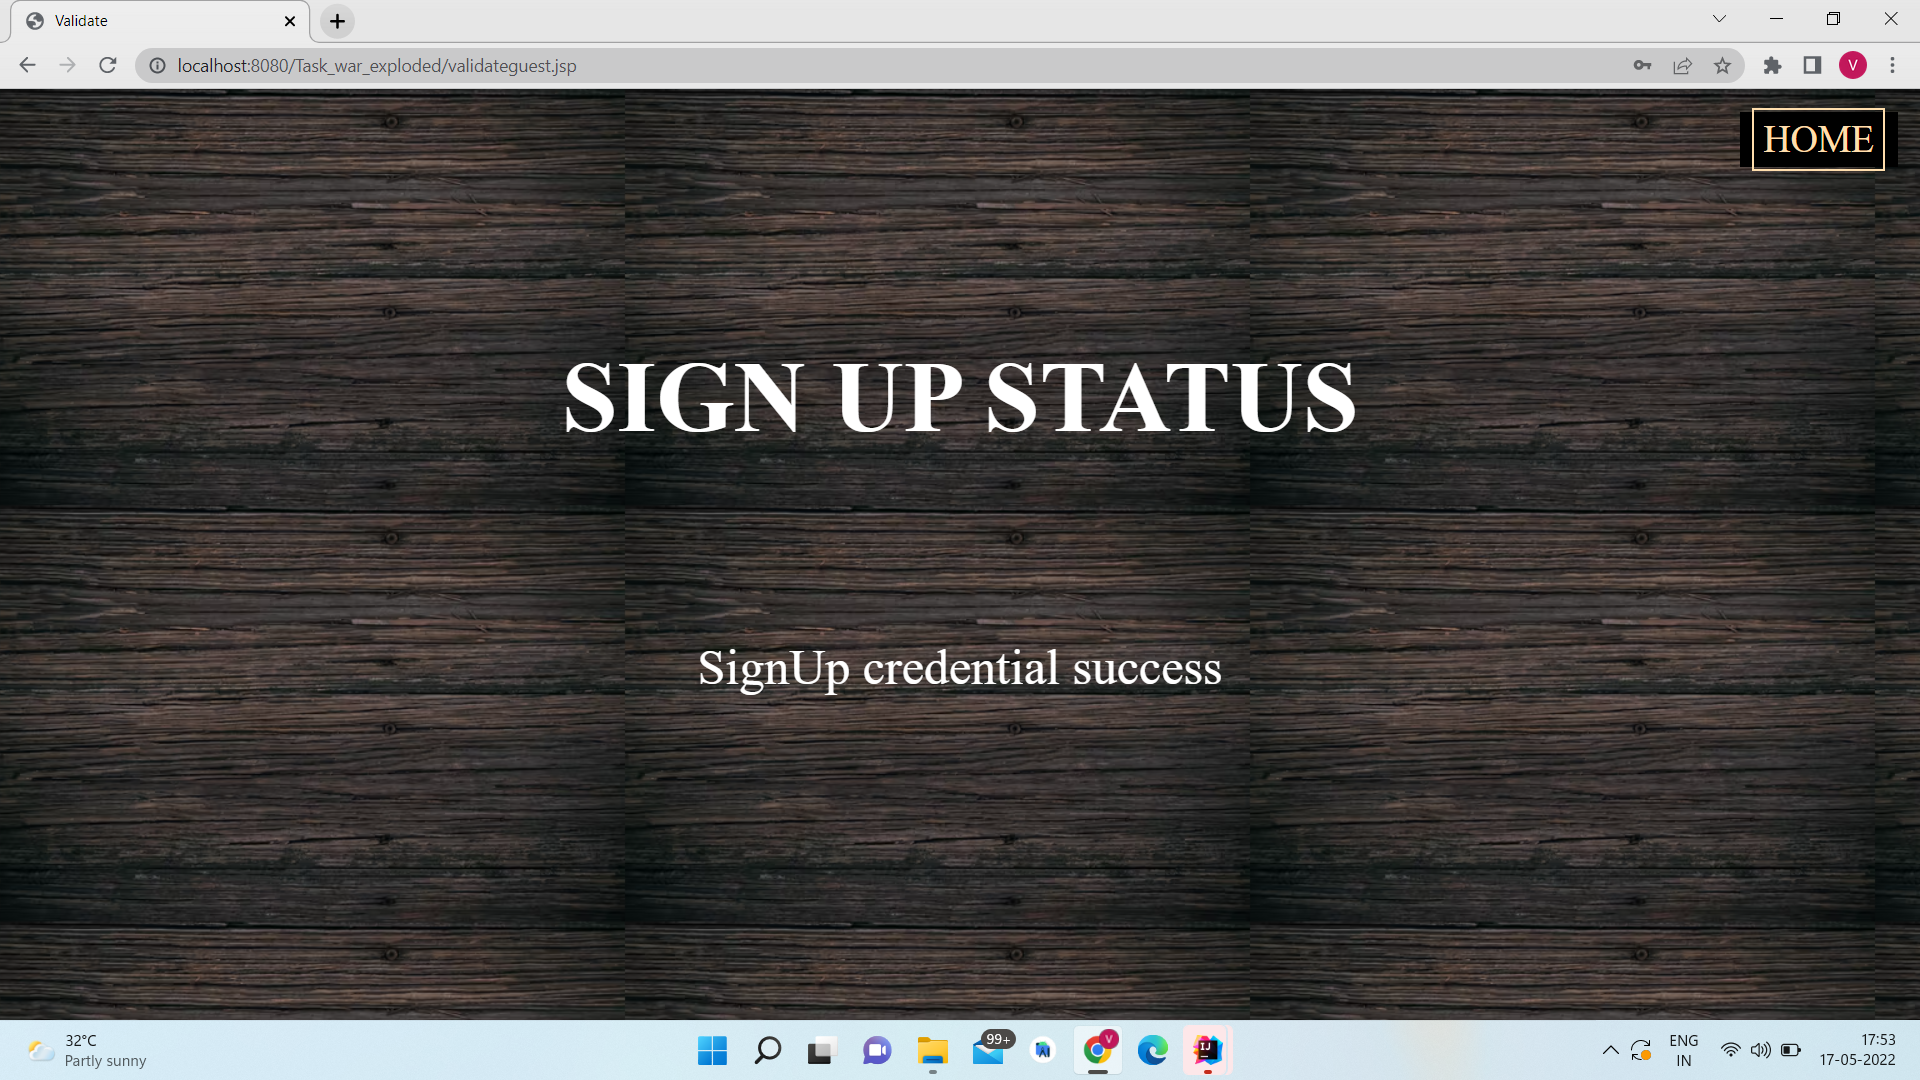 Validate
localhost:8080/Task_war_exploded/validateguest.jsp
V
HOME
SIGN UP STATUS
SignUp credential success
32°C
Partly sunny
99+
V
IJ
ENG
IN
17:53
17-05-2022